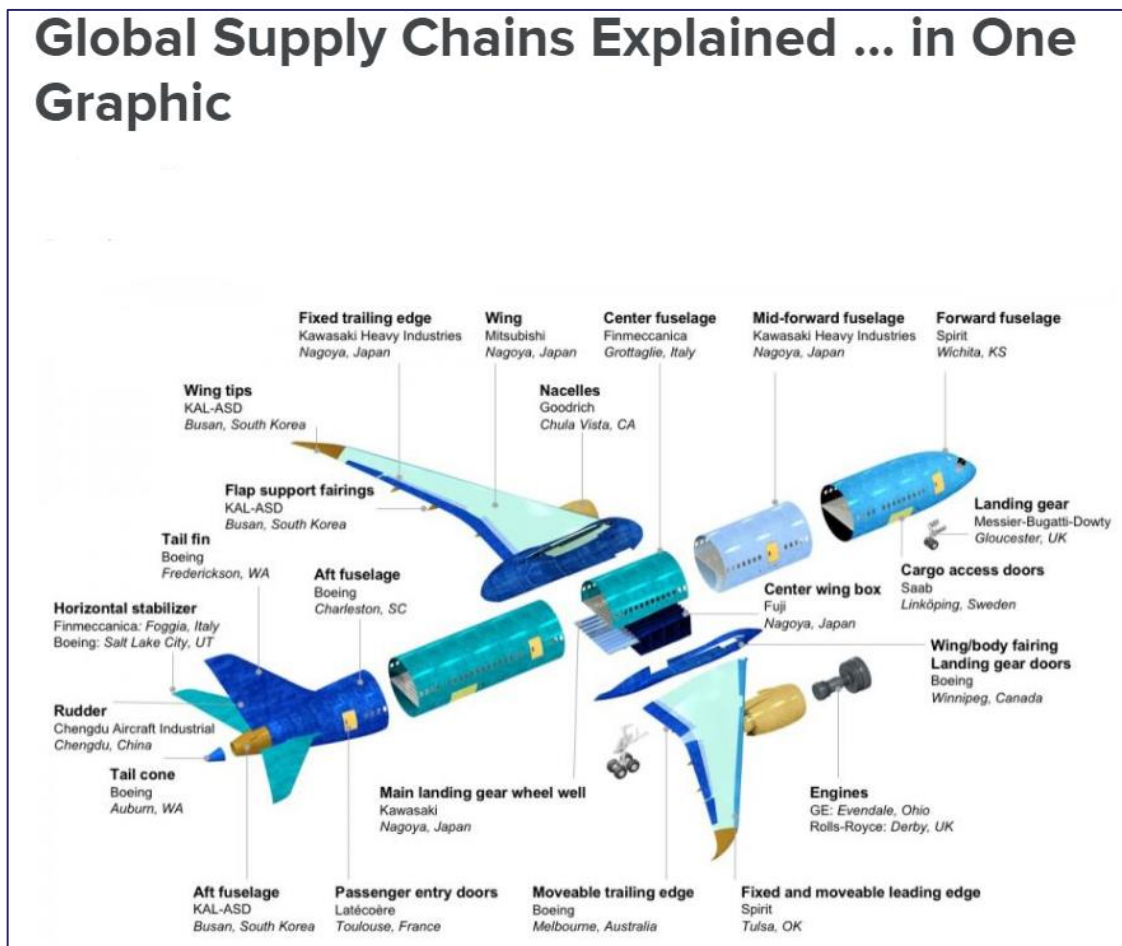 Global Supply Chains Explained ... in One
Graphic
Fixed trailing edge
Kawasaki Heavy Industries
Nagoya, Japan
Wing
Mitsubishi
Nagoya, Japan
Center fuselage
Finmeccanica
Grottaglie, Italy
Mid-forward fuselage
Kawasaki Heavy Industries
Nagoya, Japan
Forward fuselage
Spirit
Wichita, KS
Wing tips
KAL-ASD
Busan, South Korea
Nacelles
Goodrich
Chula Vista, CA
Flap support fairings
KAL-ASD
Busan, South Korea
Landing gear
Messier-Bugatti-Dowty
Gloucester, UK
Tail fin
Boeing
Frederickson, WA
Aft fuselage
Boeing
Charleston, SC
Cargo access doors
Saab
Linköping, Sweden
Center wing box
Fuji
Nagoya, Japan
Horizontal stabilizer
Finmeccanica: Foggia, Italy
Boeing: Salt Lake City, UT
Wing/body fairing
Landing gear doors
Boeing
Winnipeg, Canada
Rudder
Chengdu Aircraft Industrial
Chengdu, China
Tail cone
Boeing
Auburn, WA
Main landing gear wheel well
Kawasaki
Nagoya, Japan
Engines
GE: Evendale, Ohio
Rolls-Royce: Derby, UK
Aft fuselage
KAL-ASD
Busan, South Korea
Passenger entry doors
Latécoère
Toulouse, France
Moveable trailing edge
Boeing
Melbourne, Australia
Fixed and moveable leading edge
Spirit
Tulsa, OK